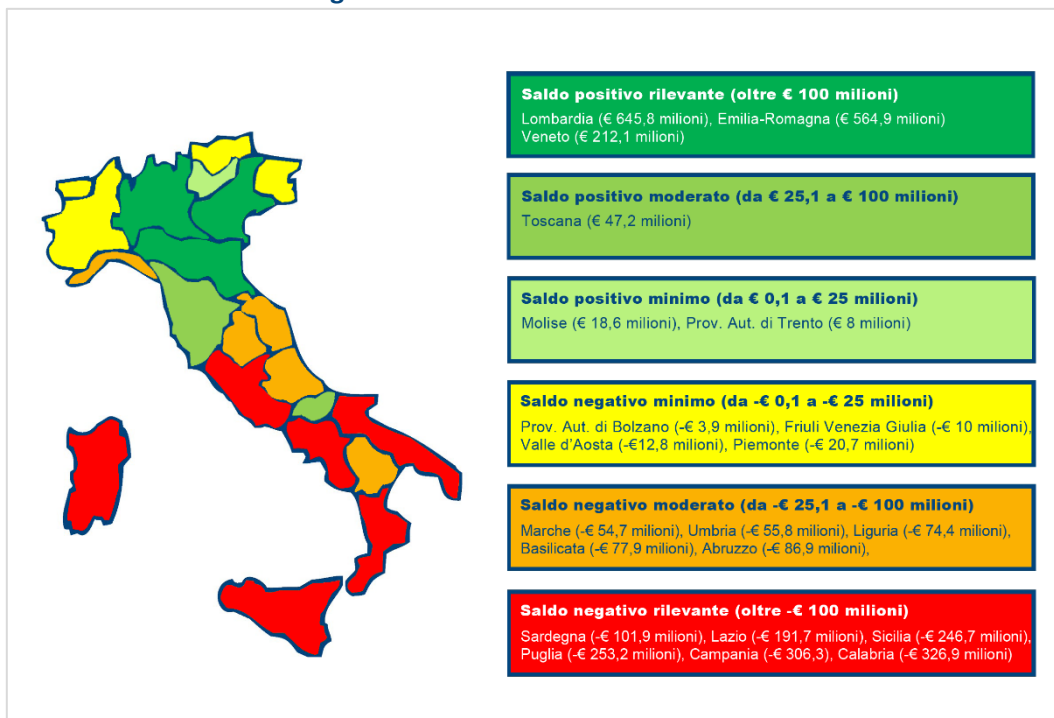 Saldo positivo rilevante (oltre € 100 milioni)
Lombardia (€ 645,8 milioni), Emilia-Romagna (€ 564,9 milioni)
Veneto (€ 212,1 milioni)
Saldo positivo moderato (da € 25,1 a € 100 milioni)
Toscana (€ 47,2 milioni)
Saldo positivo minimo (da € 0,1 a € 25 milioni)
Molise (€ 18,6 milioni), Prov. Aut. di Trento (€ 8 milioni)
Saldo negativo minimo (da -€ 0,1 a -€ 25 milioni)
Prov. Aut. di Bolzano (-€ 3,9 milioni), Friuli Venezia Giulia (-€ 10 milioni),
Valle d’Aosta (-€12,8 milioni), Piemonte (-€ 20,7 milioni)
Saldo negativo moderato (da -€ 25,1 a -€ 100 milioni)
Marche (-€ 54,7 milioni), Umbria (-€ 55,8 milioni), Liguria (-€ 74,4 milioni),
Basilicata (-€ 77,9 milioni), Abruzzo (-€ 86,9 milioni),
Saldo negativo rilevante (oltre -€ 100 milioni)
Sardegna (-€ 101,9 milioni), Lazio (-€ 191,7 milioni), Sicilia (-€ 246,7 milioni),
Puglia (-€ 253,2 milioni), Campania (-€ 306,3), Calabria (-€ 326,9 milioni)